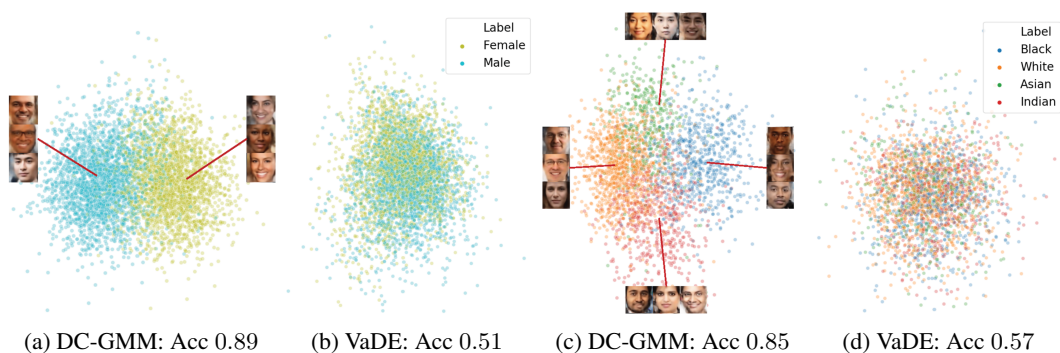 Label
Female
Male
Label
Black
White
Asian
Indian
(a) DC-GMM: Acc 0.89
(b) VaDE: Acc 0.51
(c) DC-GMM: Acc 0.85
(d) VaDE: Acc 0.57